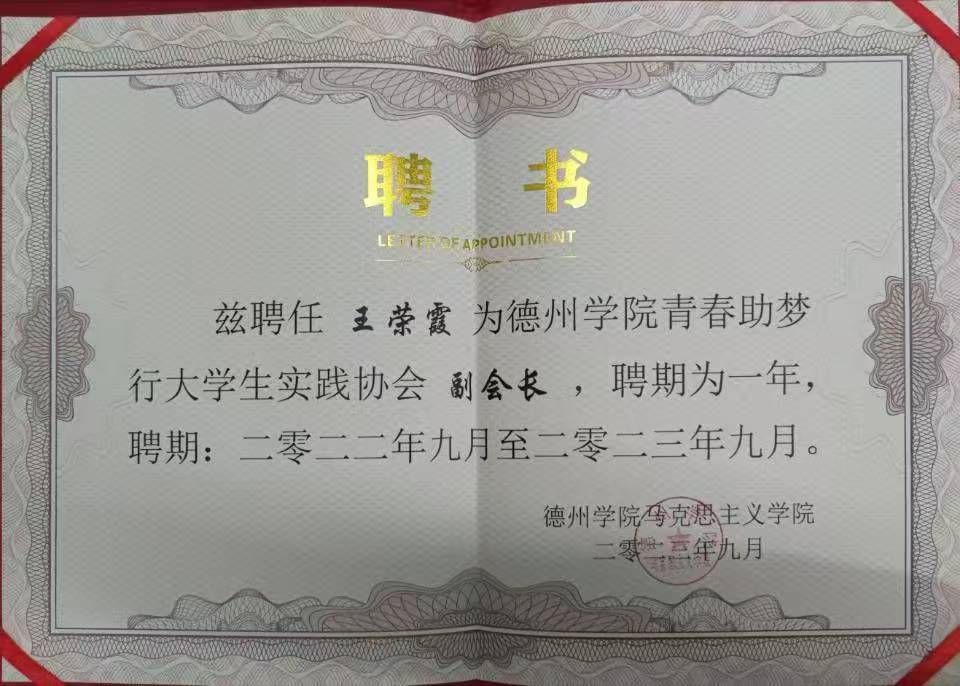 聘 书
LETTER OF APPOINTMENT
兹聘任 王荣霞 为德州学院青春助梦
行大学生实践协会 副会长 ，聘期为一年，
聘期：二零二二年九月至二零二三年九月。
德州学院马克思主义学院
二零二二年九月